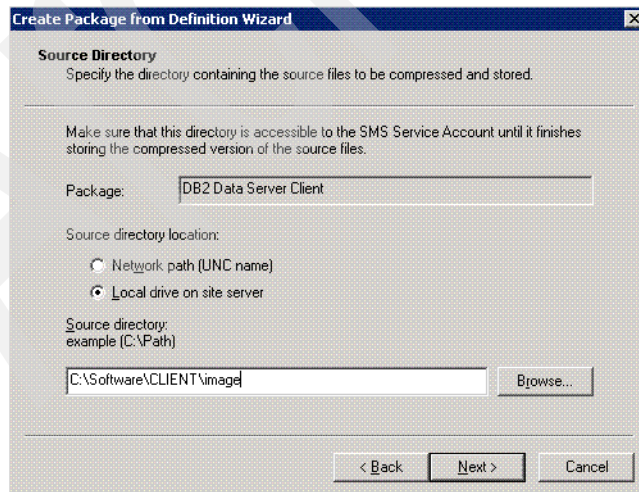 Create Package from Definition Wizard
Source Directory
Specify the directory containing the source files to be compressed and stored.
Make sure that this directory is accessible to the SMS Service Account until it finishes
storing the compressed version of the source files.
Package: DB2 Data Server Client
Source directory location:
Network path (UNC name)
Local drive on site server
Source directory:
example (C:\Path)
C:\Software\CLIENT\image
Browse...
< Back Next > Cancel